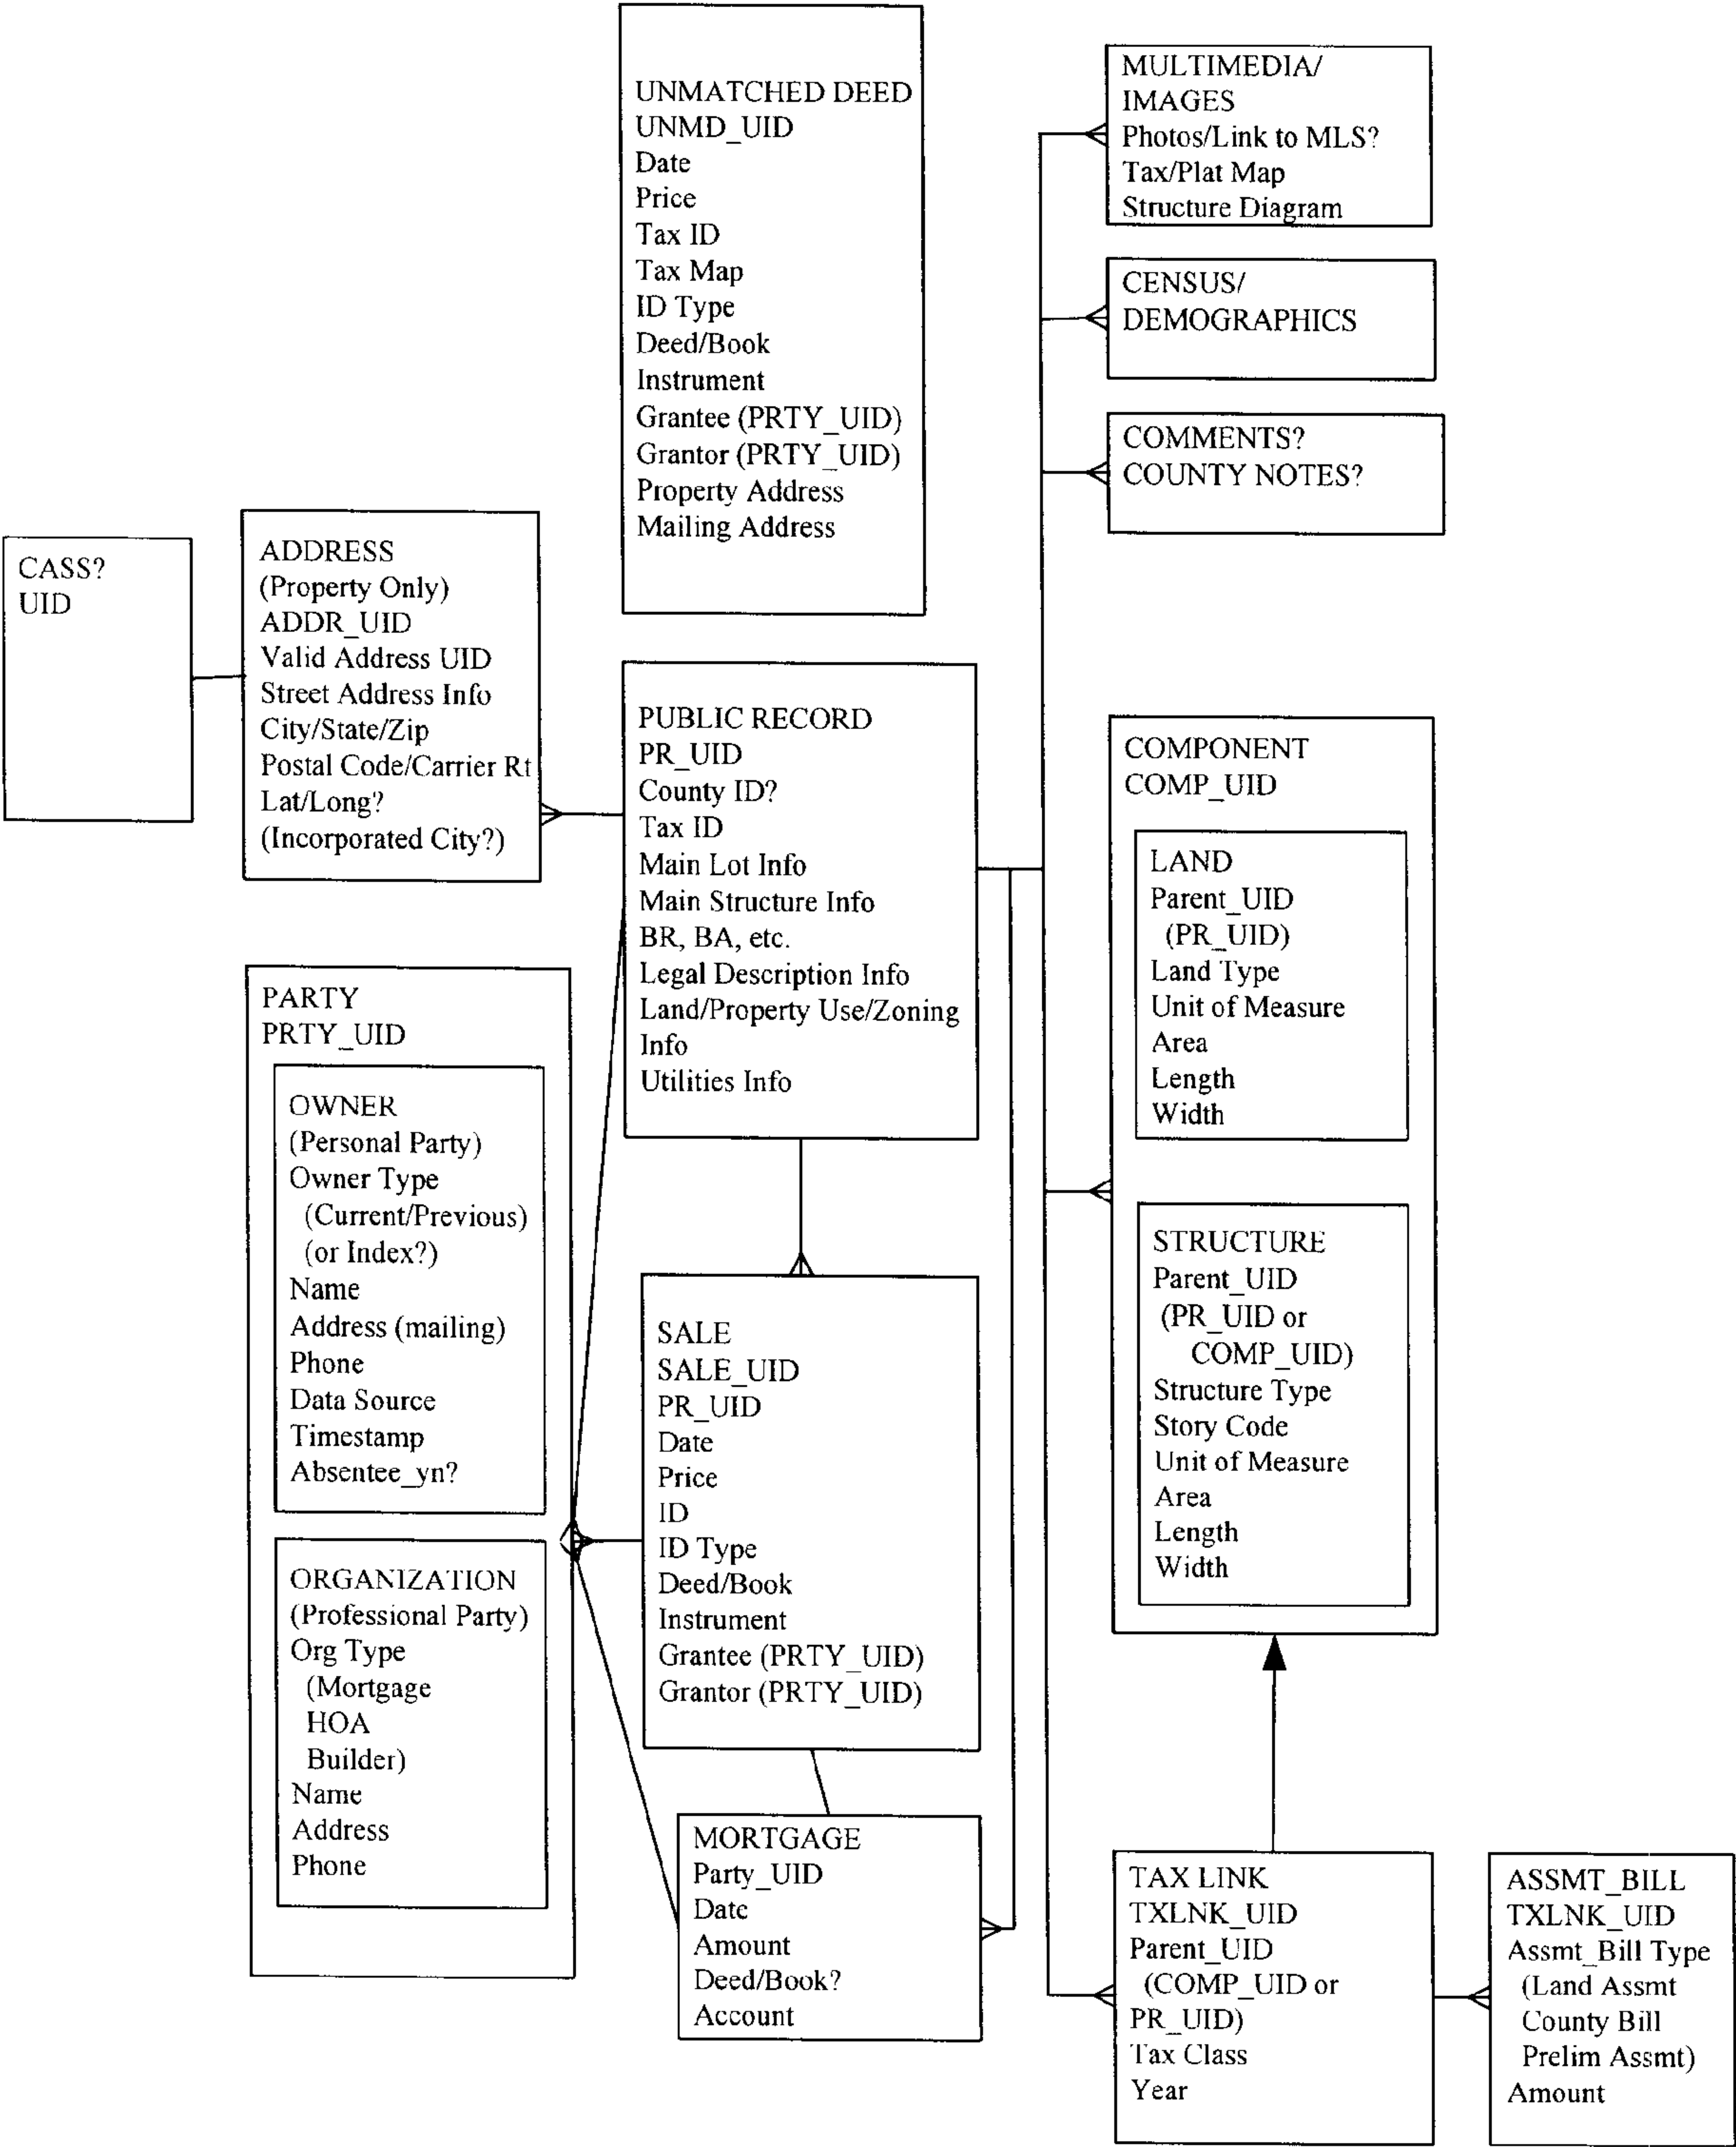 UNMATCHED DEED
UNMD_UID
Date
Price
Tax ID
Tax Map
ID Type
Deed/Book
Instrument
Grantee (PRTY_UID)
Grantor (PRTY_UID)
Property Address
Mailing Address
MULTIMEDIA/
IMAGES
Photos/Link to MLS?
Tax/Plat Map
Structure Diagram
CENSUS/
DEMOGRAPHICS
COMMENTS?
COUNTY NOTES?
CASS?
UID
ADDRESS
(Property Only)
ADDR_UID
Valid Address UID
Street Address Info
City/State/Zip
Postal Code/Carrier Rt
Lat/Long?
(Incorporated City?)
PUBLIC RECORD
PR_UID
County ID?
Tax ID
Main Lot Info
Main Structure Info
BR, BA, etc.
Legal Description Info
Land/Property Use/Zoning
Info
Utilities Info
COMPONENT
COMP_UID
LAND
Parent_UID
(PR_UID)
Land Type
Unit of Measure
Area
Length
Width
STRUCTURE
Parent_UID
(PR_UID or
COMP_UID)
Structure Type
Story Code
Unit of Measure
Area
Length
Width
PARTY
PRTY_UID
OWNER
(Personal Party)
Owner Type
(Current/Previous)
(or Index?)
Name
Address (mailing)
Phone
Data Source
Timestamp
Absentee_yn?
ORGANIZATION
(Professional Party)
Org Type
(Mortgage
HOA
Builder)
Name
Address
Phone
SALE
SALE_UID
PR_UID
Date
Price
ID
ID Type
Deed/Book
Instrument
Grantee (PRTY_UID)
Grantor (PRTY_UID)
MORTGAGE
Party_UID
Date
Amount
Deed/Book?
Account
TAX LINK
TXLNK_UID
Parent_UID
(COMP_UID or
PR_UID)
Tax Class
Year
ASSMT_BILL
TXLNK_UID
Assmt_Bill Type
(Land Assmt
County Bill
Prelim Assmt)
Amount